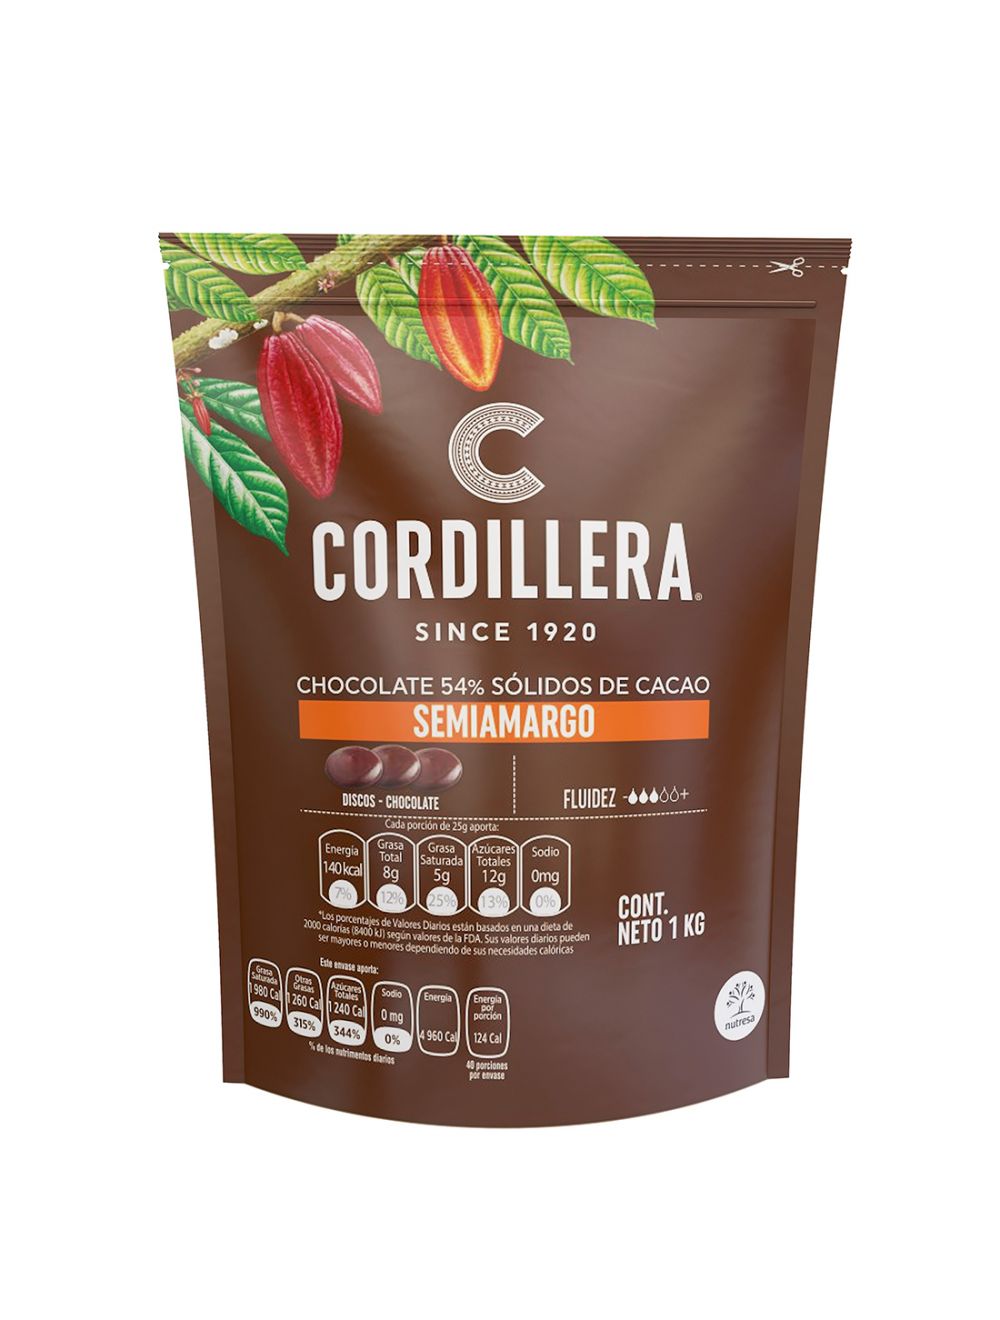 C
CORDILLERA®
SINCE 1920
CHOCOLATE 54% SÓLIDOS DE CACAO
SEMIAMARGO
DISCOS - CHOCOLATE
FLUIDEZ - +
Cada porción de 25g aporta:
Energía 140 kcal 7%
Grasa Total 8g 12%
Grasa Saturada 5g 25%
Azúcares Totales 12g 13%
Sodio 0mg 0%
*Los porcentajes de Valores Diarios están basados en una dieta de
2000 calorías (8400 kJ) según valores de la FDA. Sus valores diarios pueden
ser mayores o menores dependiendo de sus necesidades calóricas
CONT.
NETO 1 KG
Este envase aporta:
Grasa Saturada 1 980 Cal 990%
Otras Grasas 1 260 Cal 315%
Azúcares Totales 1 240 Cal 344%
Sodio 0 mg 0%
Energía 4 960 Cal
Energía por porción 124 Cal
% de los nutrimentos diarios
40 porciones
por envase
nutresa